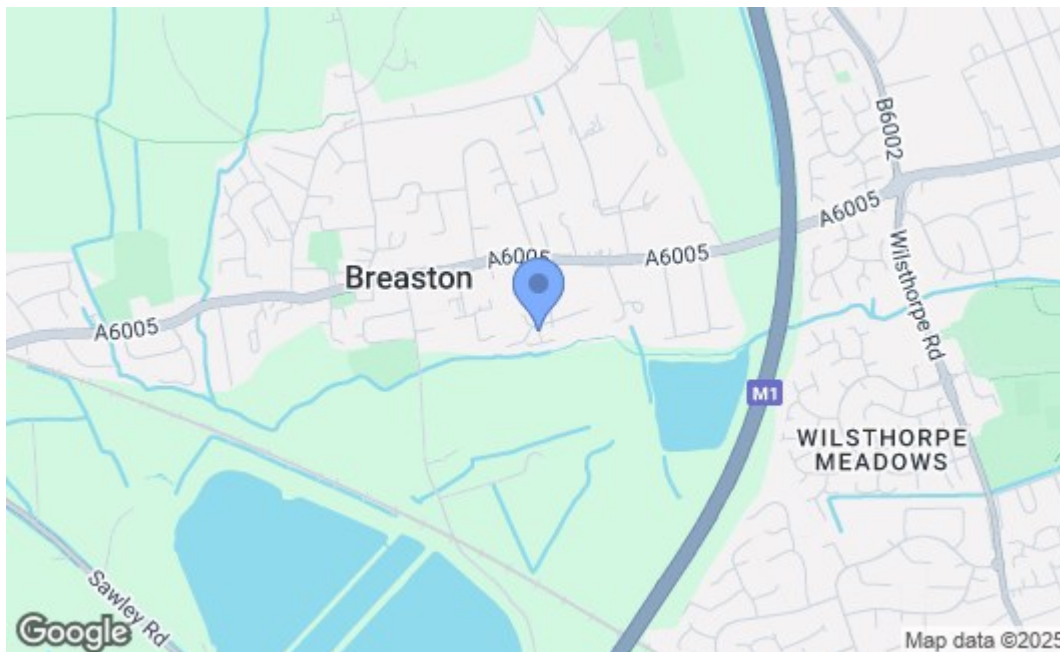 B6002
A6005
A6005
A6005
Breaston
Wilsthorpe Rd
A6005
M1
WILSTHORPE
MEADOWS
Sawley Rd
Google
Map data ©2025